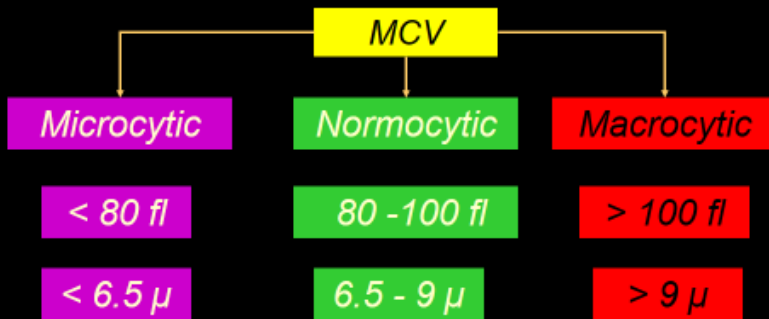 MCV
Microcytic Normocytic Macrocytic
< 80 fl 80 -100 fl > 100 fl
< 6.5 µ 6.5 - 9 µ > 9 µ